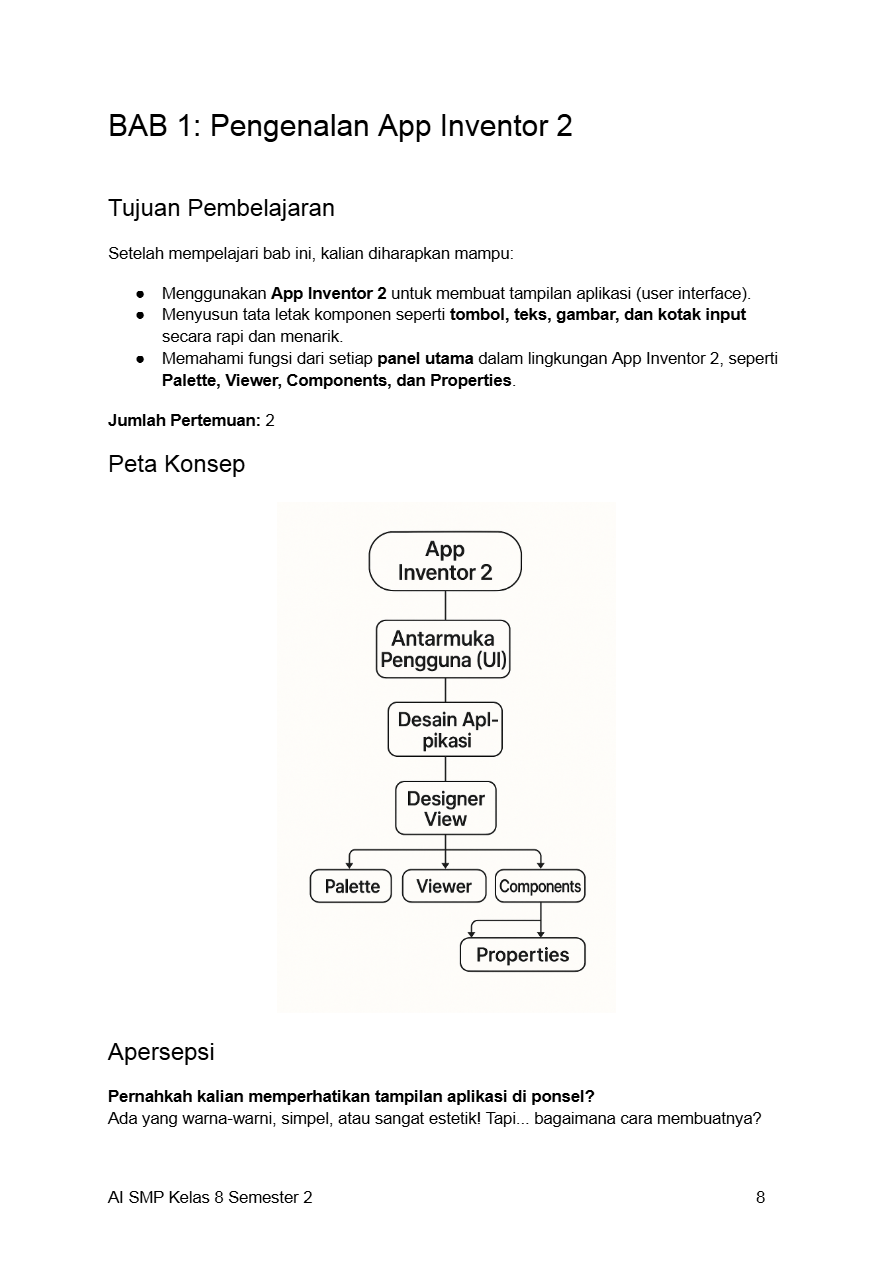 BAB 1: Pengenalan App Inventor 2
Tujuan Pembelajaran
Setelah mempelajari bab ini, kalian diharapkan mampu:
● Menggunakan App Inventor 2 untuk membuat tampilan aplikasi (user interface).
● Menyusun tata letak komponen seperti tombol, teks, gambar, dan kotak input
secara rapi dan menarik.
● Memahami fungsi dari setiap panel utama dalam lingkungan App Inventor 2, seperti
Palette, Viewer, Components, dan Properties.
Jumlah Pertemuan: 2
Peta Konsep
App
Inventor 2
Antarmuka
Pengguna (UI)
Desain Apl-
pikasi
Designer
View
Palette
Viewer
Components
Properties
Apersepsi
Pernahkah kalian memperhatikan tampilan aplikasi di ponsel?
Ada yang warna-warni, simpel, atau sangat estetik! Tapi... bagaimana cara membuatnya?
AI SMP Kelas 8 Semester 2 8